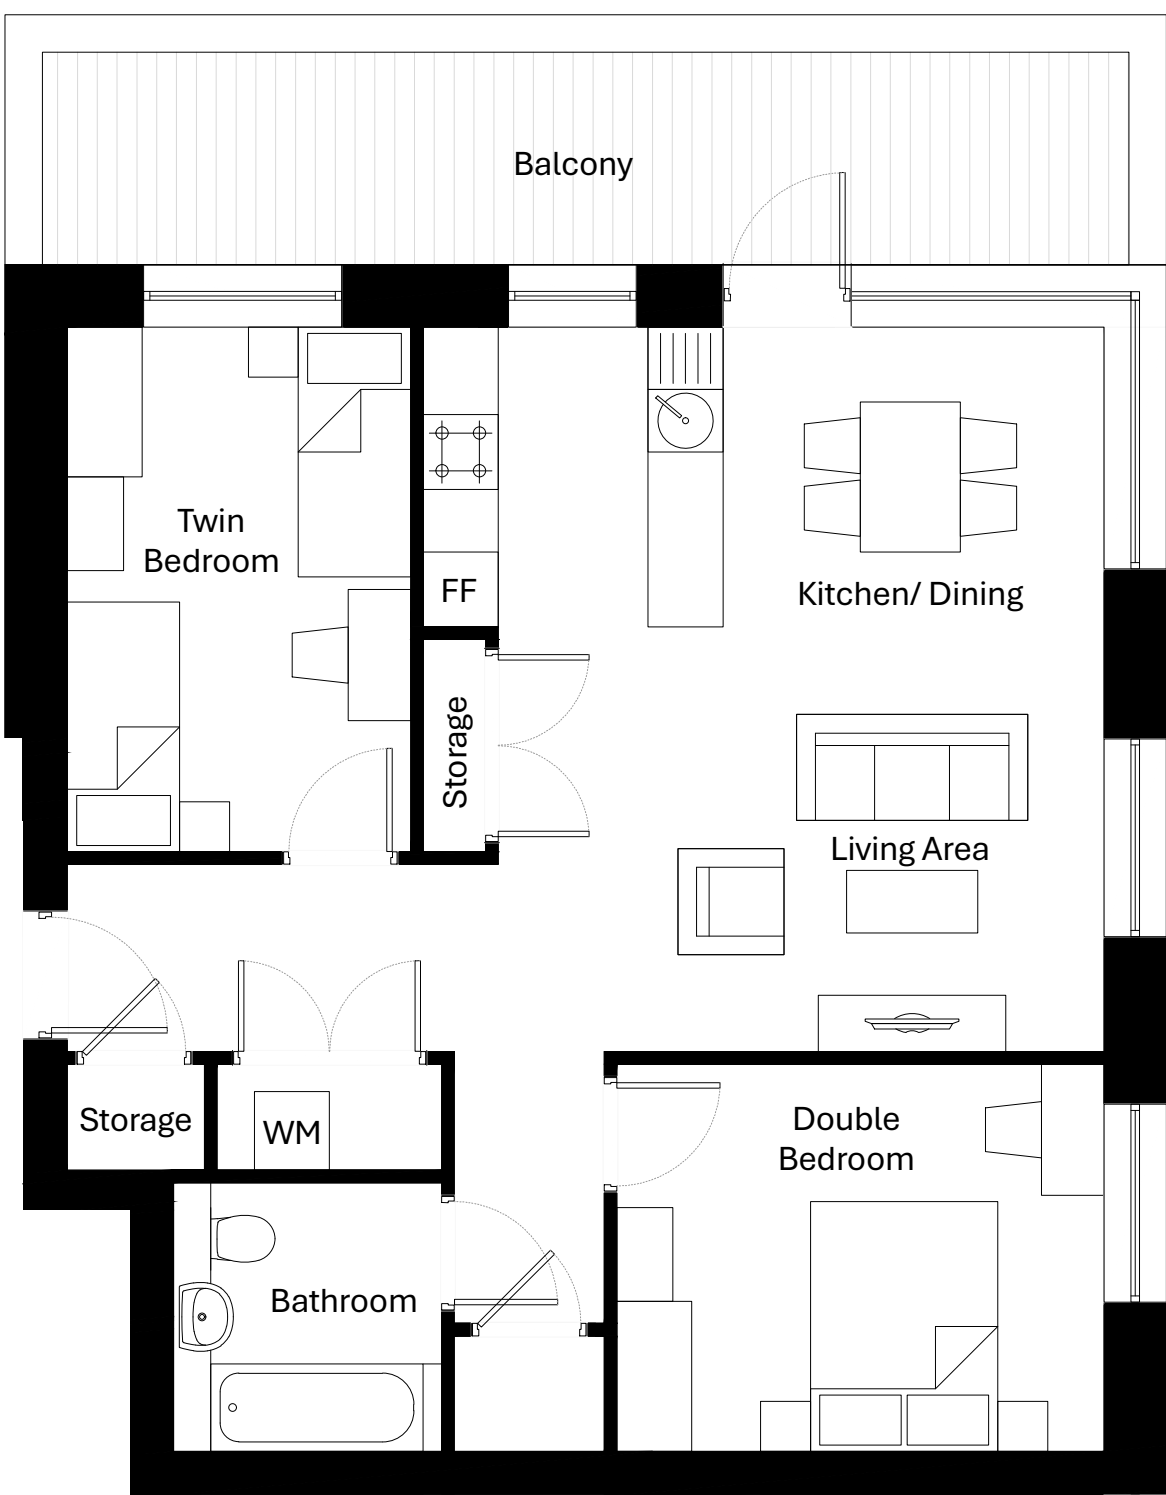 Balcony
Twin
Bedroom
FF
Kitchen/ Dining
Storage
Living Area
Storage
WM
Double
Bedroom
Bathroom